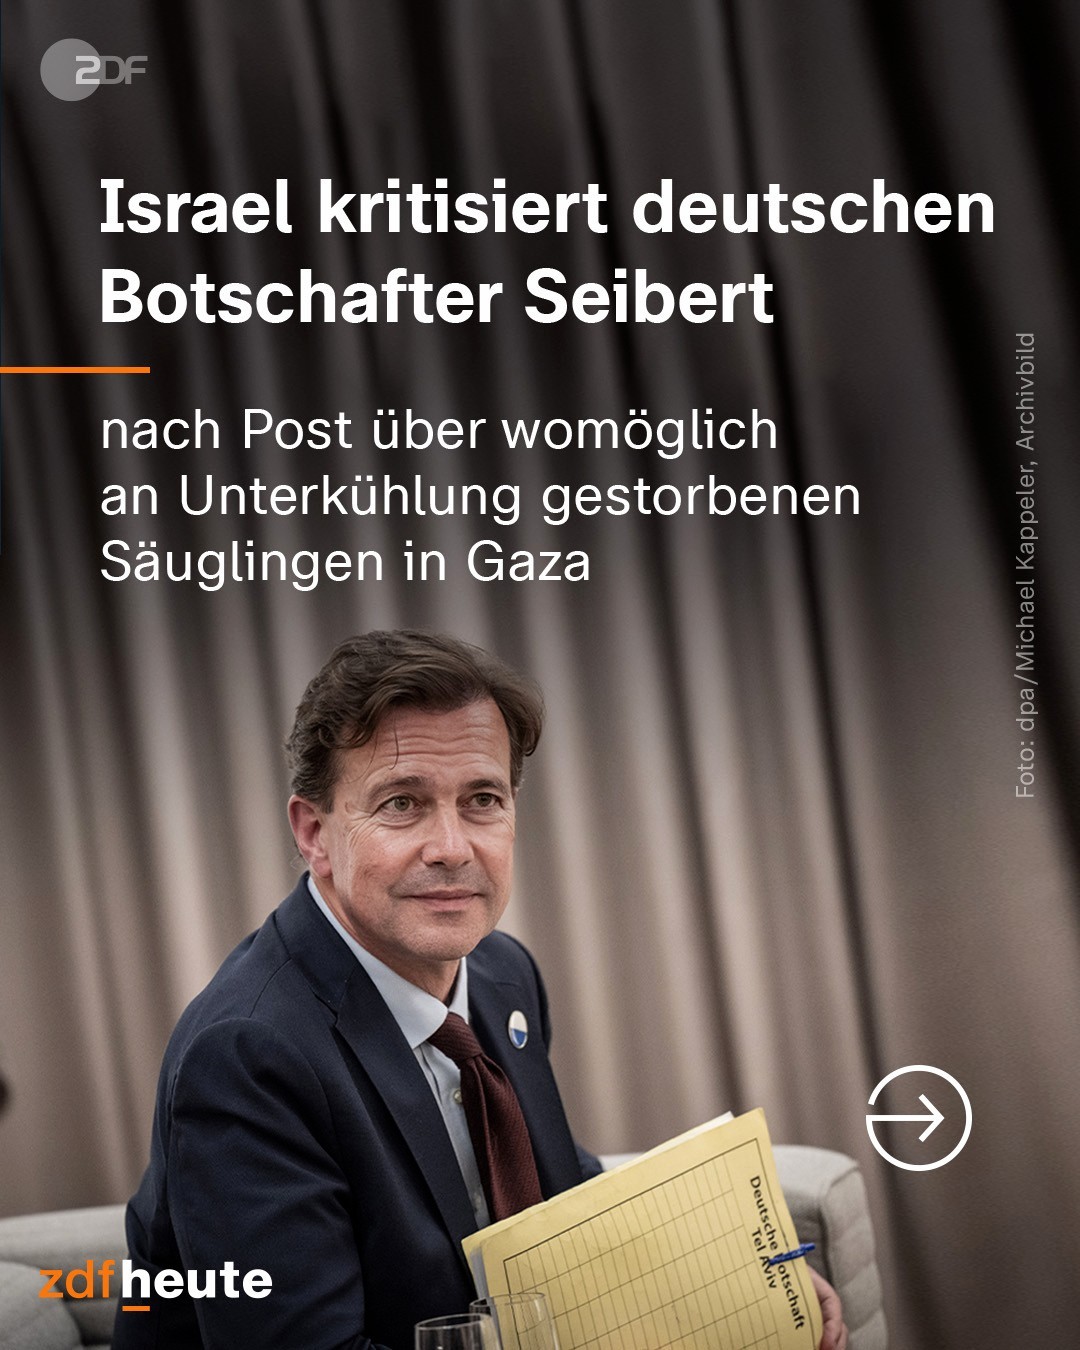 ZDF
Israel kritisiert deutschen
Botschafter Seibert
nach Post über womöglich
an Unterkühlung gestorbenen
Säuglingen in Gaza
Foto: dpa/Michael Kappeler, Archivbild
Deutsche Botschaft
Tel Aviv
zdfheute